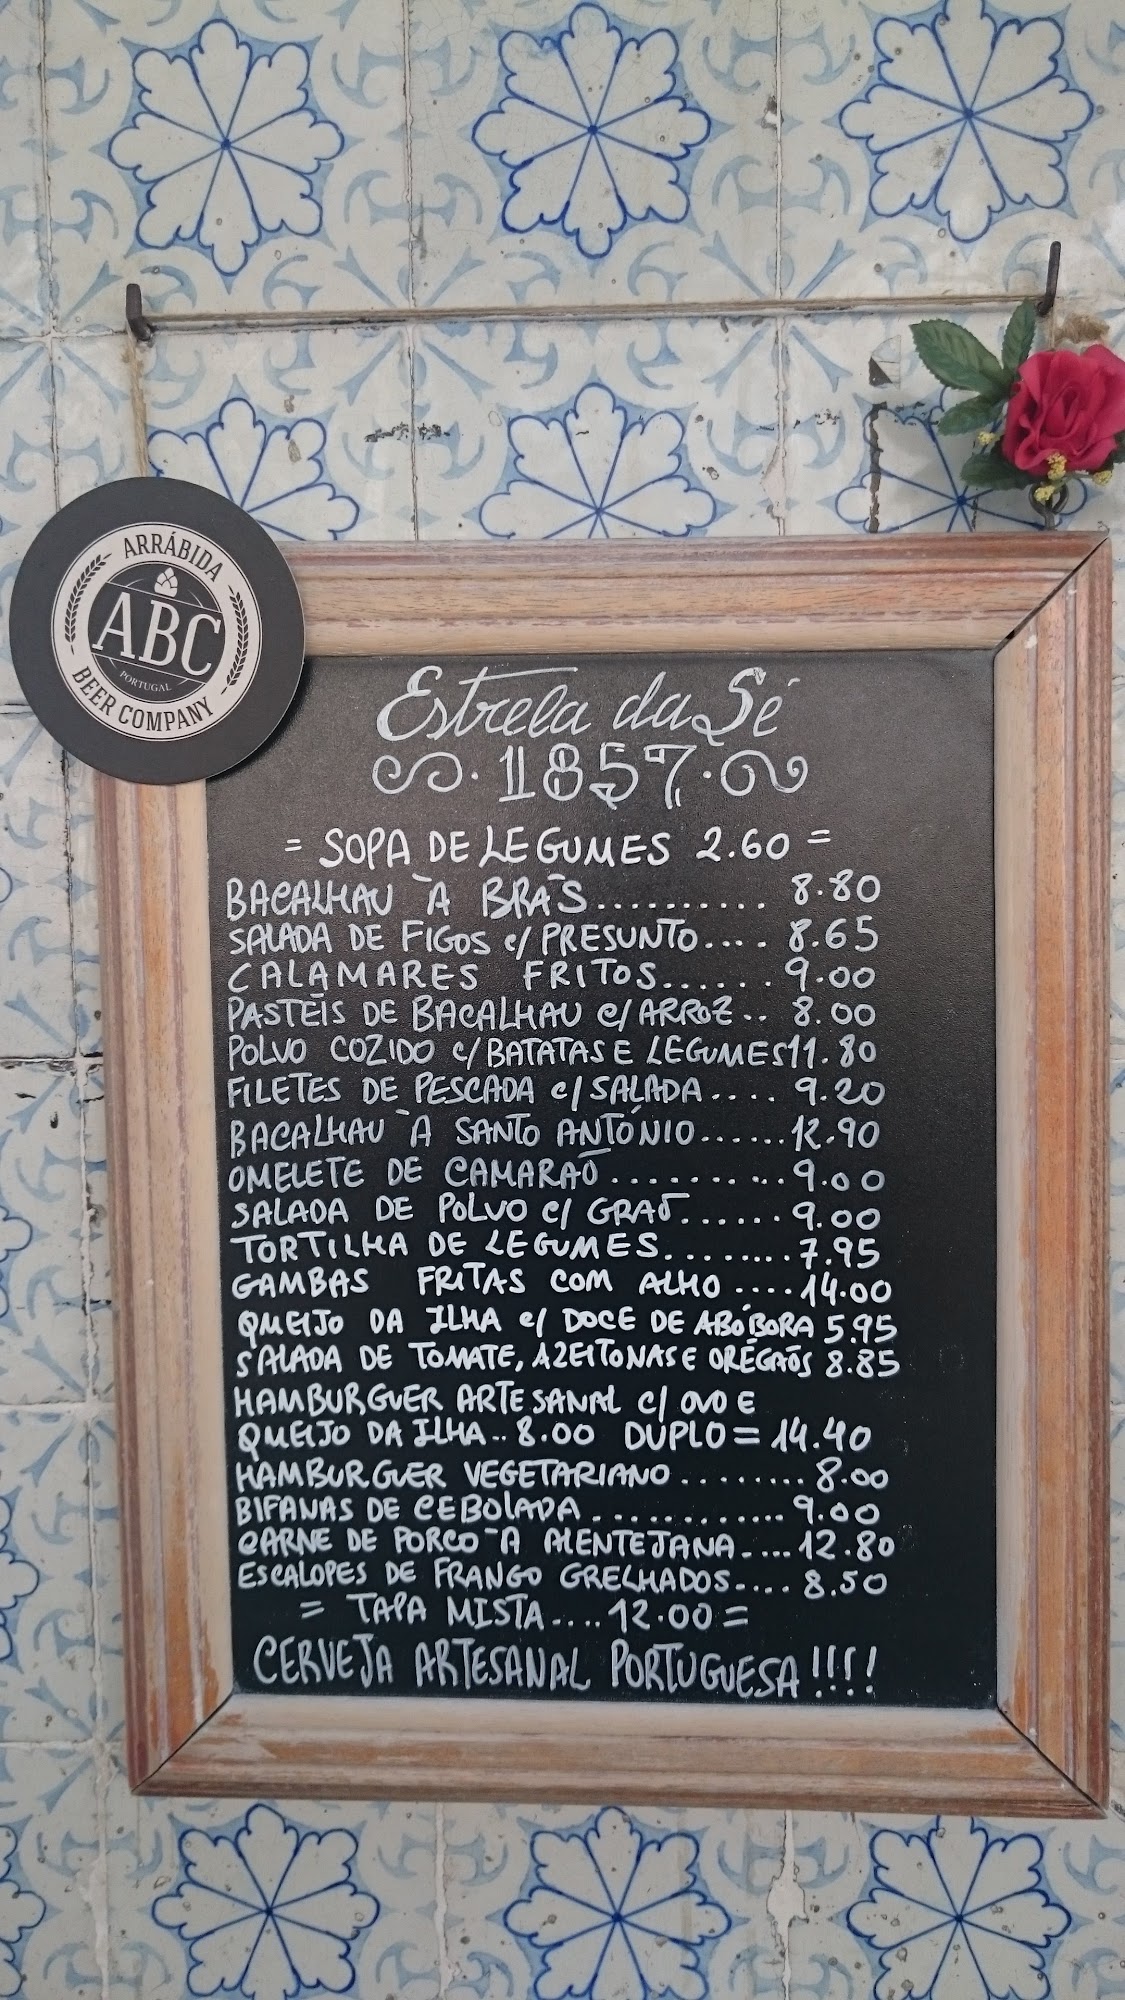 ARRÁBIDA
ABC
PORTUGAL
BEER COMPANY
Estrela da Sé
1857
= SOPA DE LEGUMES 2.60 =
BACALHAU À BRÁS.......... 8.80
SALADA DE FIGOS c/ PRESUNTO.... 8.65
CALAMARES FRITOS...... 9.00
PASTÉIS DE BACALHAU c/ ARROZ.. 8.00
POLVO COZIDO c/ BATATAS E LEGUMES 11.80
FILETES DE PESCADA c/ SALADA.... 9.20
BACALHAU À SANTO ANTÓNIO...... 12.90
OMELETE DE CAMARAÕ.......... 9.00
SALADA DE POLVO c/ GRAÕ...... 9.00
TORTILHA DE LEGUMES........ 7.95
GAMBAS FRITAS COM ALHO .... 14.00
QUEIJO DA ILHA c/ DOCE DE ABÓBORA 5.95
SALADA DE TOMATE, AZEITONAS E OREGAÕS 8.85
HAMBURGUER ARTESANAL c/ OVO E
QUEIJO DA ILHA.. 8.00 DUPLO = 14.40
HAMBURGUER VEGETARIANO ........ 8.00
BIFANAS DE CEBOLADA............ 9.00
CARNE DE PORCO À ALENTEJANA.... 12.80
ESCALOPES DE FRANGO GRELHADOS.... 8.50
= TAPA MISTA.... 12.00 =
CERVEJA ARTESANAL PORTUGUESA !!!!